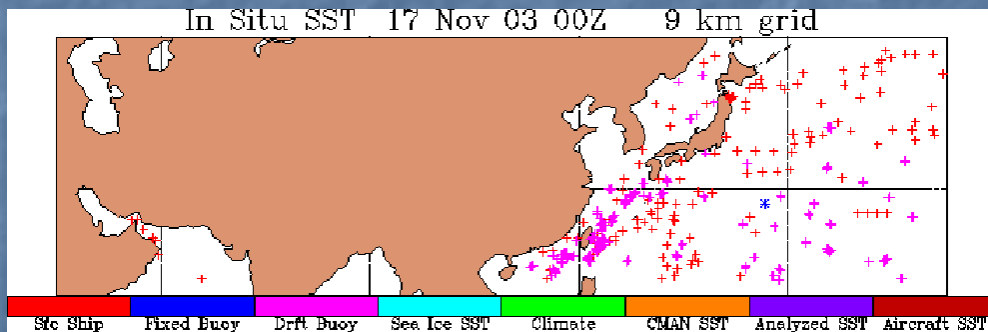 In Situ SST 17 Nov 03 00Z 9 km grid
Sfc Ship Fixed Buoy Drft Buoy Sea Ice SST Climate CMAN SST Analyzed SST Aircraft SST